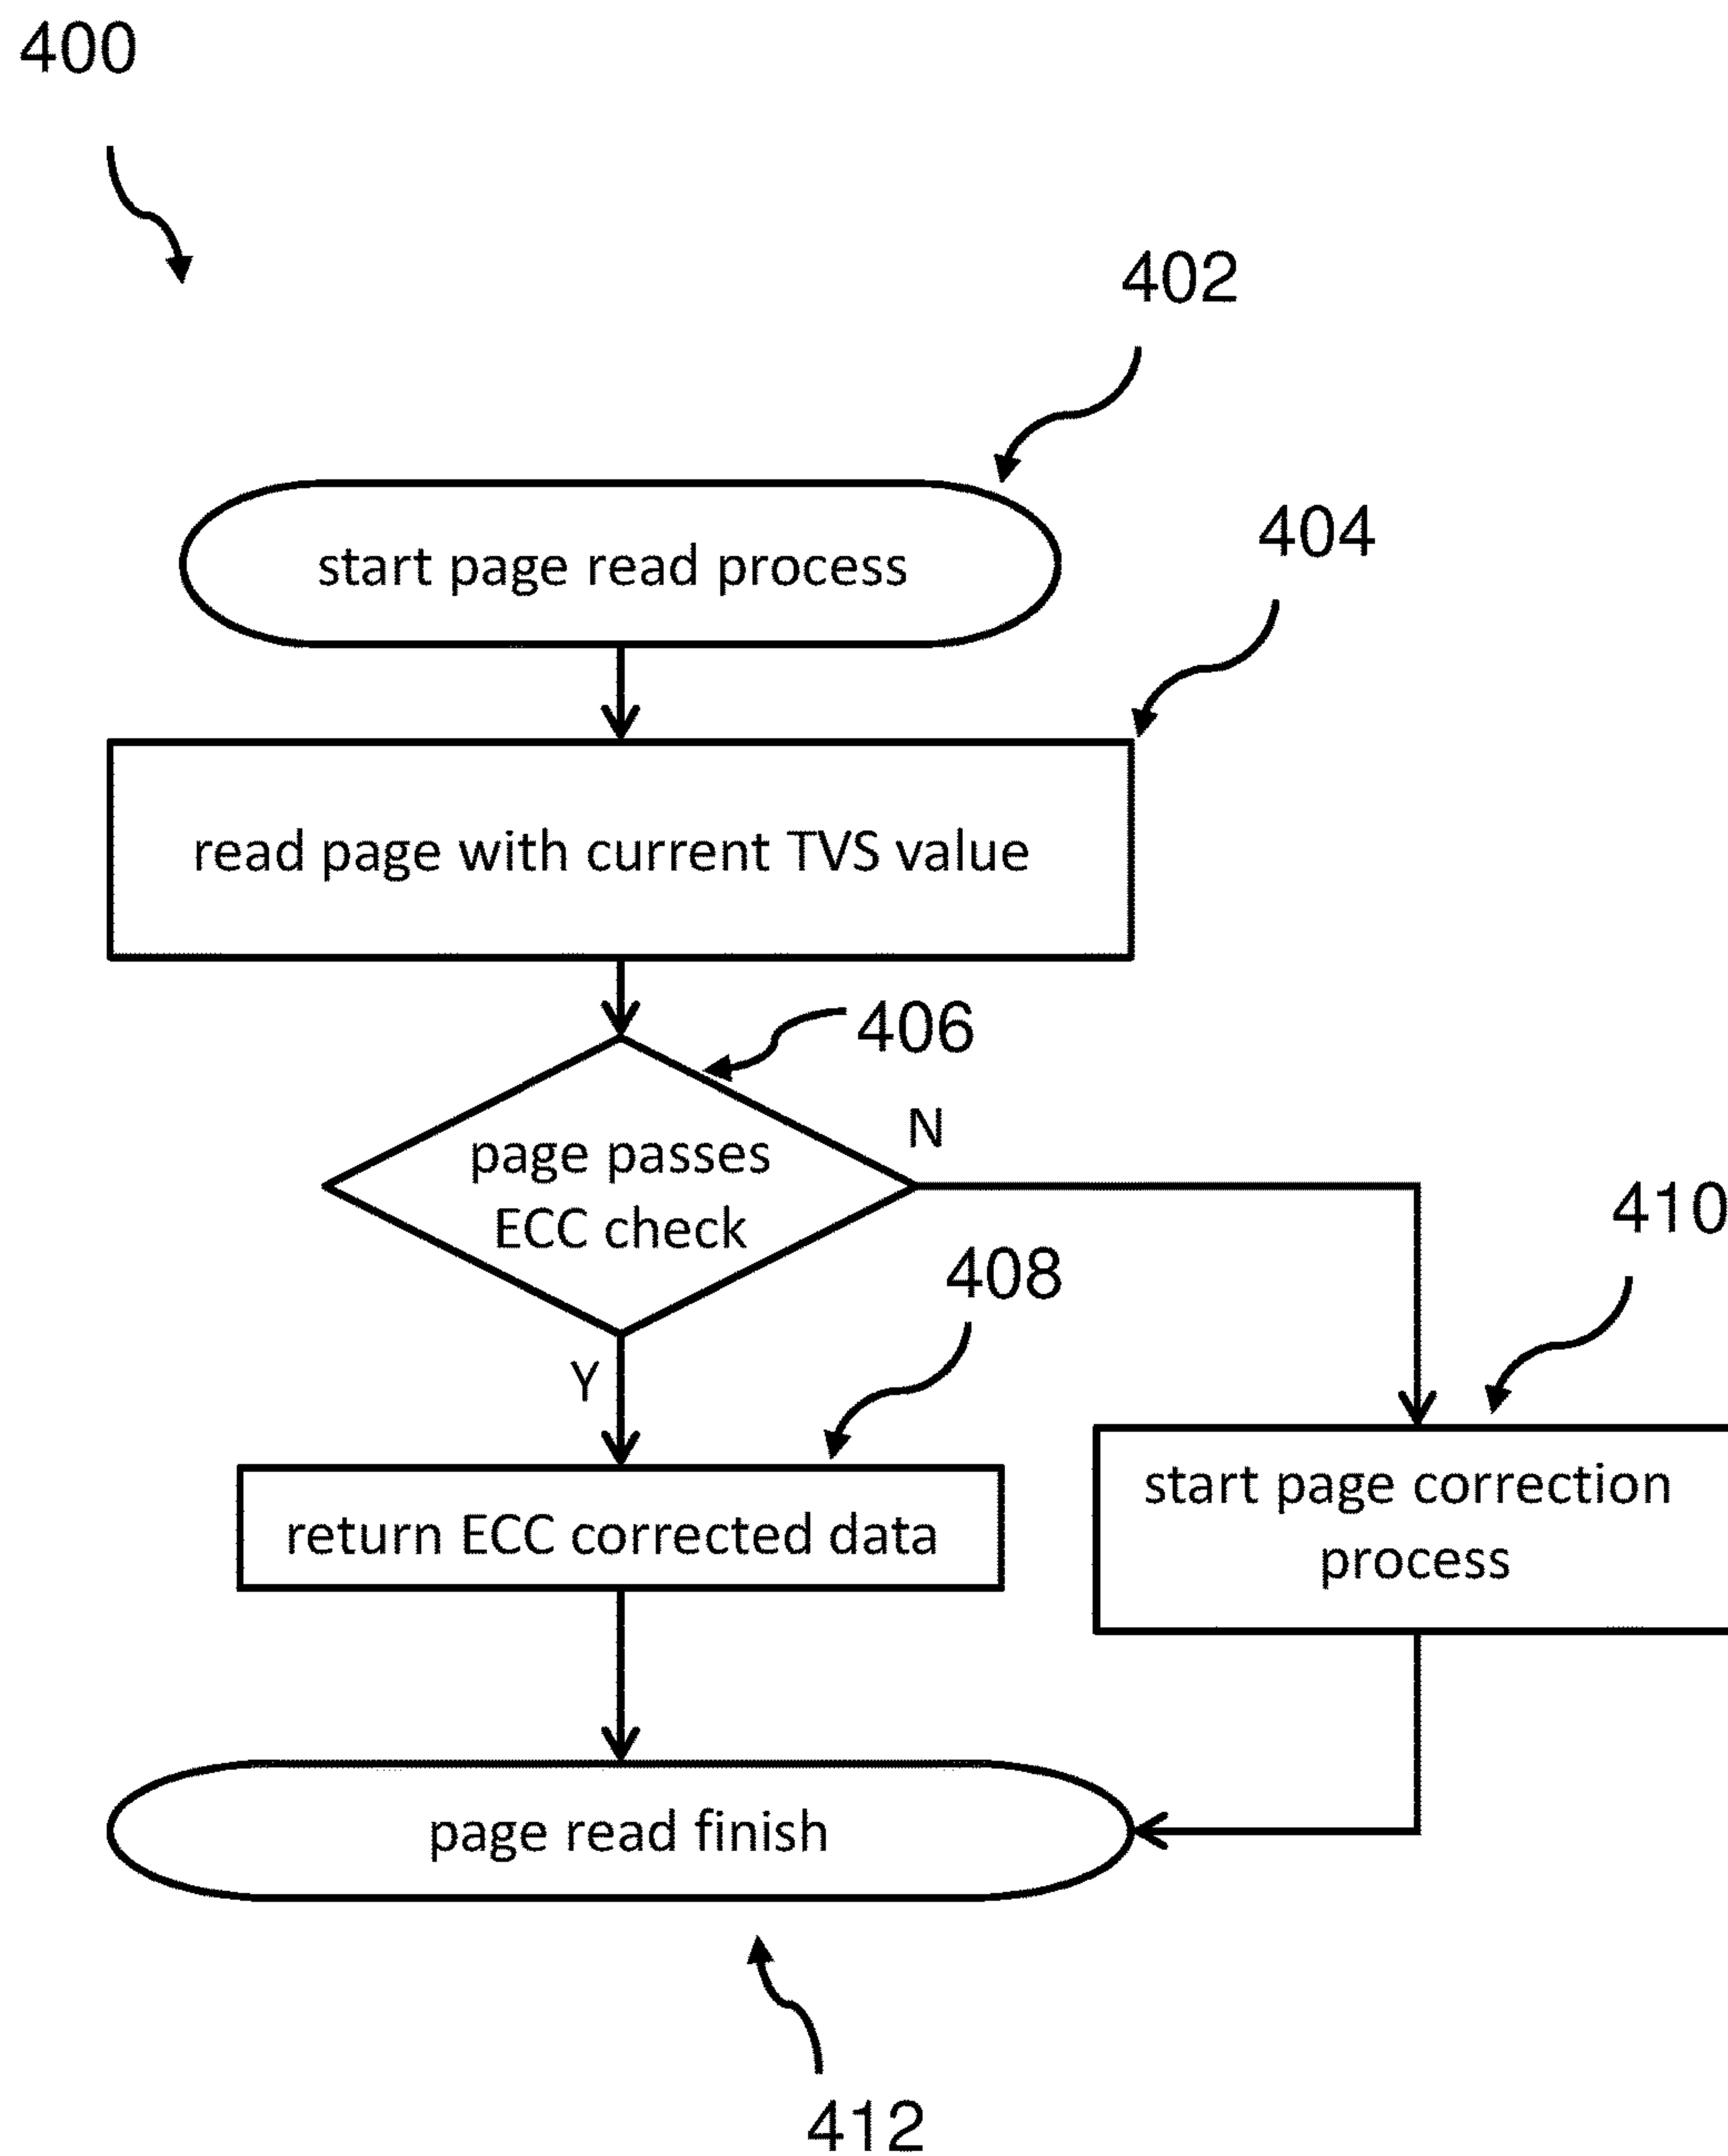 400
402
start page read process
404
read page with current TVS value
406
N
page passes
ECC check
410
408
Y
start page correction
process
return ECC corrected data
page read finish
412